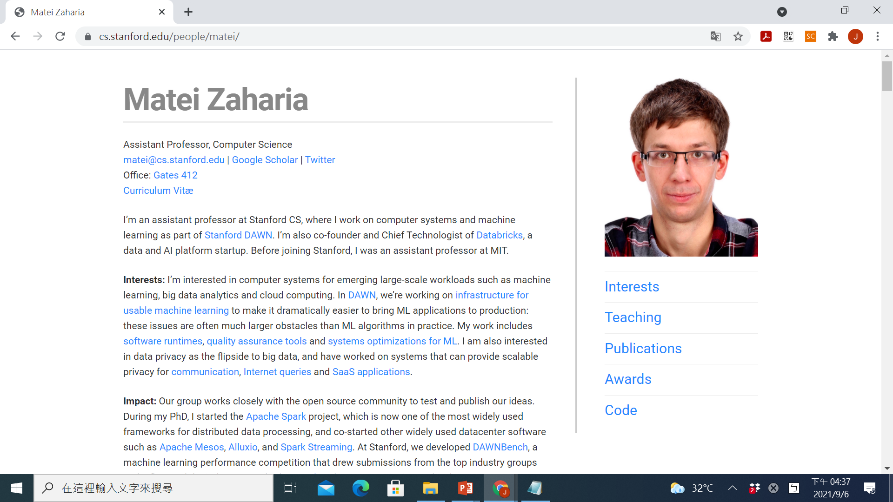 Matei Zaharia
cs.stanford.edu/people/matei/
SC
J
Matei Zaharia
Assistant Professor, Computer Science
matei@cs.stanford.edu | Google Scholar | Twitter
Office: Gates 412
Curriculum Vitæ
I'm an assistant professor at Stanford CS, where I work on computer systems and machine
learning as part of Stanford DAWN. I'm also co-founder and Chief Technologist of Databricks, a
data and AI platform startup. Before joining Stanford, I was an assistant professor at MIT.
Interests: I'm interested in computer systems for emerging large-scale workloads such as machine
learning, big data analytics and cloud computing. In DAWN, we're working on infrastructure for
usable machine learning to make it dramatically easier to bring ML applications to production:
these issues are often much larger obstacles than ML algorithms in practice. My work includes
software runtimes, quality assurance tools and systems optimizations for ML. I am also interested
in data privacy as the flipside to big data, and have worked on systems that can provide scalable
privacy for communication, Internet queries and SaaS applications.
Impact: Our group works closely with the open source community to test and publish our ideas.
During my PhD, I started the Apache Spark project, which is now one of the most widely used
frameworks for distributed data processing, and co-started other widely used datacenter software
such as Apache Mesos, Alluxio, and Spark Streaming. At Stanford, we developed DAWNBench, a
machine learning performance competition that drew submissions from the top industry groups
Interests
Teaching
Publications
Awards
Code
在這裡輸入文字來搜尋
32°C
下午 04:37
2021/9/6